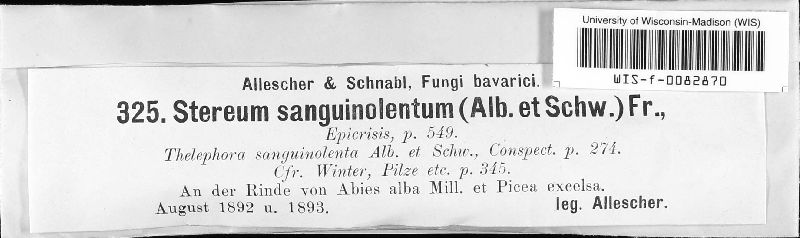 University of Wisconsin-Madison (WIS)
WIS-f-0082870
Allescher & Schnabl, Fungi bavarici.
325. Stereum sanguinolentum (Alb. et Schw.) Fr.,
Epicrisis, p. 549.
Thelephora sanguinolenta Alb. et Schw., Conspect. p. 274.
Cfr. Winter, Pilze etc. p. 345.
An der Rinde von Abies alba Mill. et Picea excelsa.
August 1892 u. 1893. leg. Allescher.